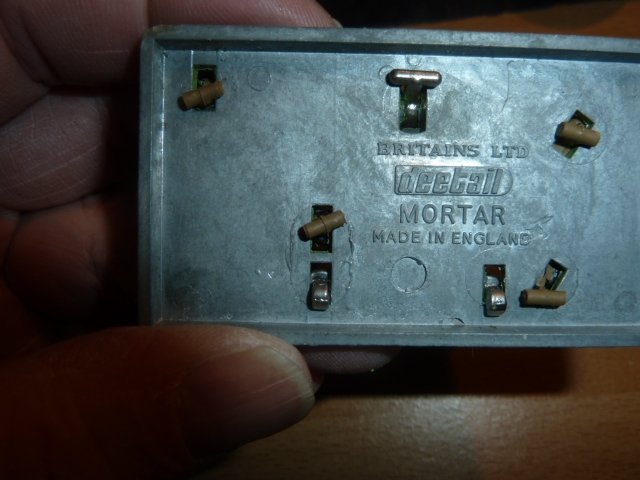 BRITAINS LTD
deetail
MORTAR
MADE IN ENGLAND